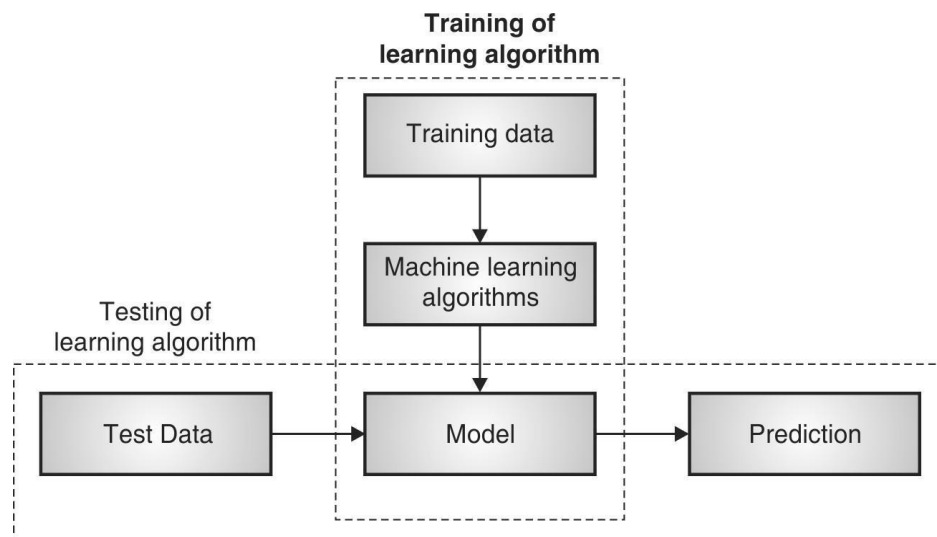 Training of
learning algorithm
Training data
Machine learning
algorithms
Testing of
learning algorithm
Test Data
Model
Prediction